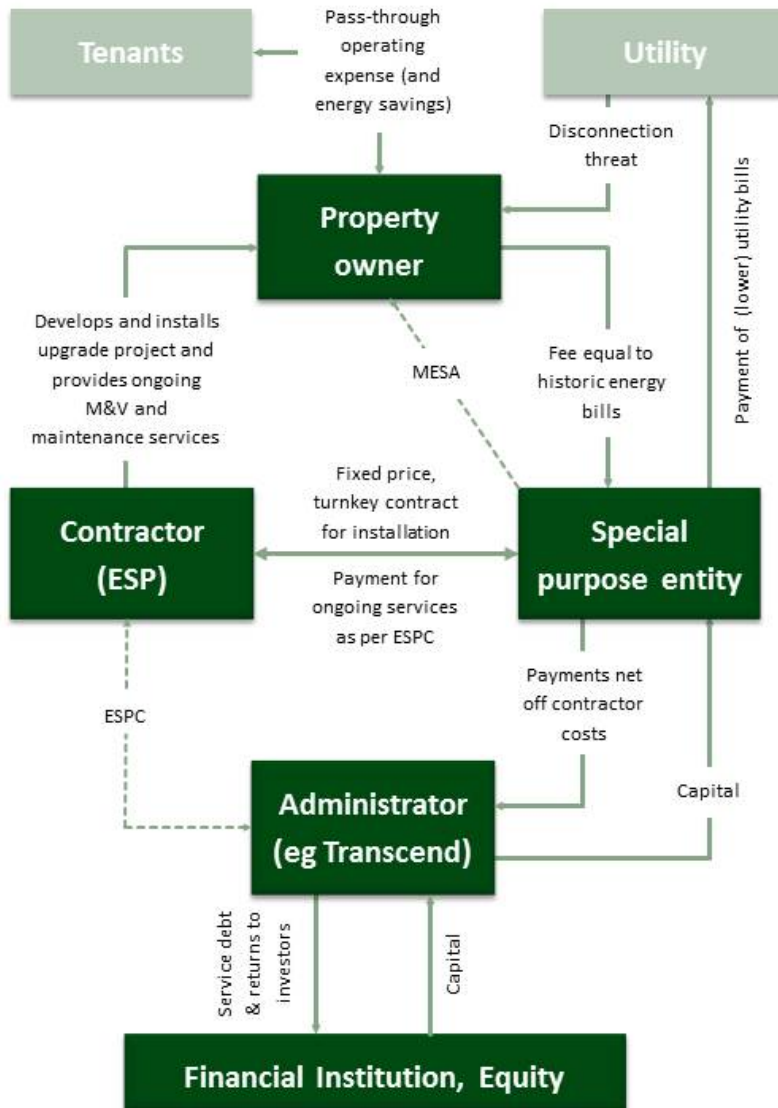 Tenants
Pass-through
operating
expense (and
energy savings)
Utility
Disconnection
threat
Payment of (lower) utility bills
Property
owner
Develops and installs
upgrade project and
provides ongoing
M&V and
maintenance services
MESA
Fee equal to
historic energy
bills
Contractor
(ESP)
Fixed price,
turnkey contract
for installation
Payment for
ongoing services
as per ESPC
Special
purpose entity
ESPC
Payments net
off contractor
costs
Capital
Administrator
(eg Transcend)
Service debt
& returns to
investors
Capital
Financial Institution, Equity